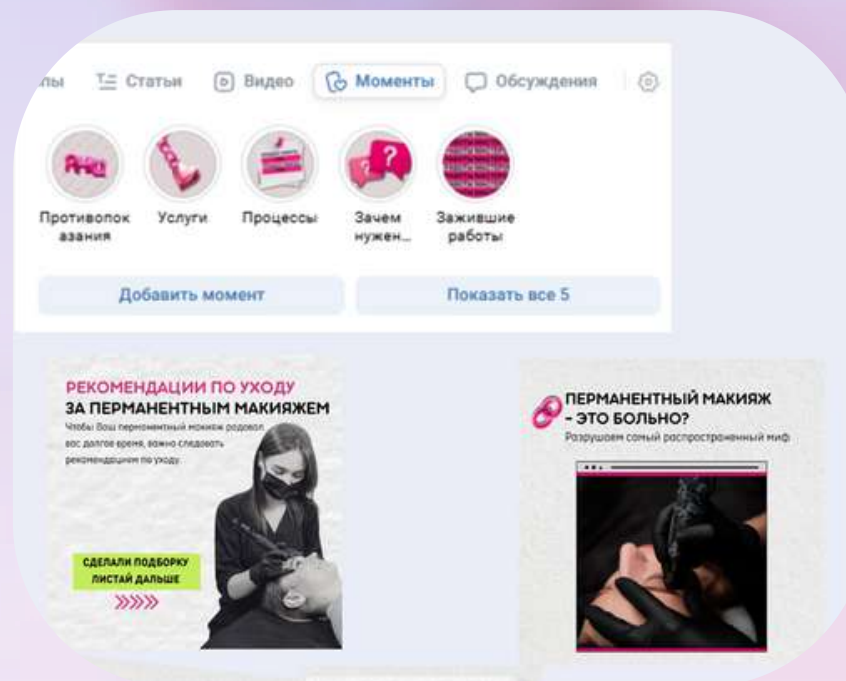 лы Статьи Видео Моменты Обсуждения
Противопок
азания
Услуги
Процессы
Зачем
нужен...
Зажившие
работы
Добавить момент
Показать все 5
РЕКОМЕНДАЦИИ ПО УХОДУ
ЗА ПЕРМАНЕНТНЫМ МАКИЯЖЕМ
Чтобы Ваш перманентный макияж радовал
вас долгое время, важно следовать
рекомендациям по уходу.
СДЕЛАЛИ ПОДБОРКУ
ЛИСТАЙ ДАЛЬШЕ
ПЕРМАНЕНТНЫЙ МАКИЯЖ
– ЭТО БОЛЬНО?
Разрушаем самый распространенный миф